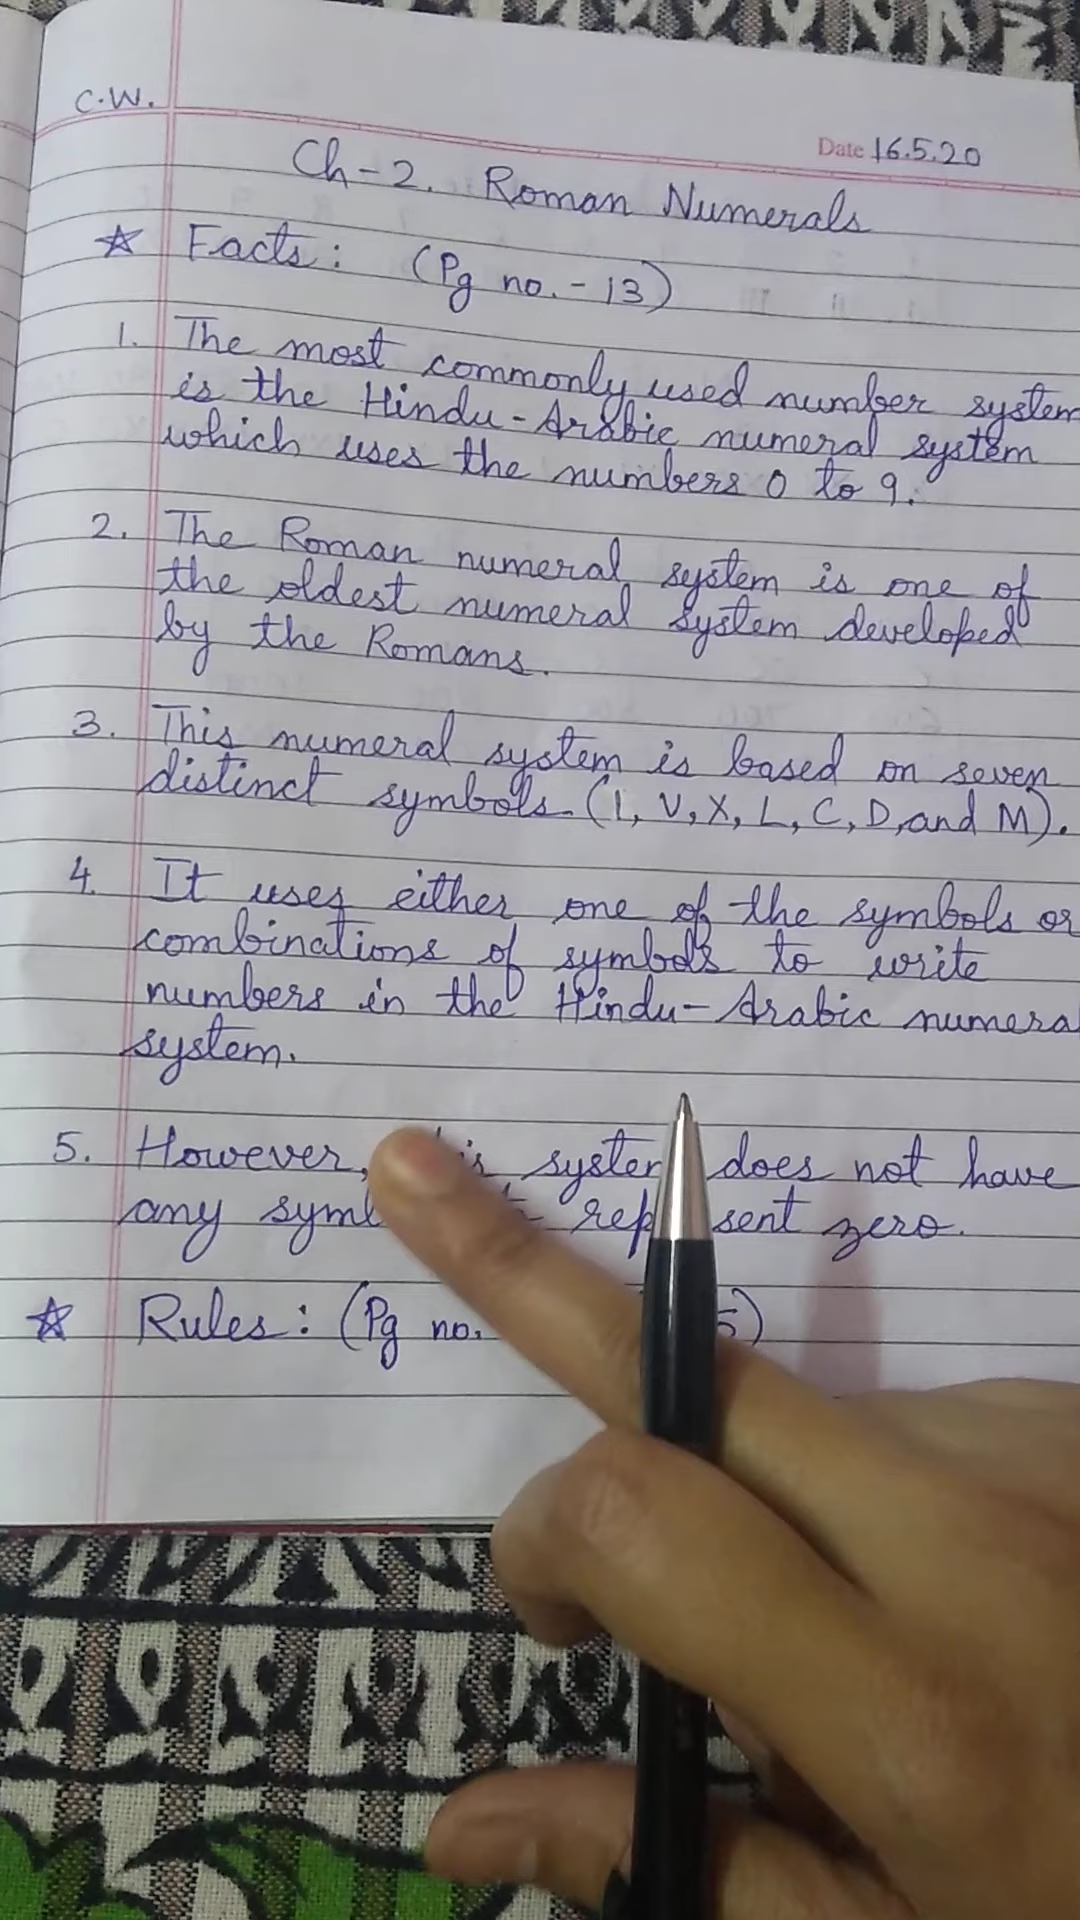 C.W.
Date 16.5.20
Ch-2. Roman Numerals
☆ Facts: (Pg no. - 13)
1. The most commonly used number system
is the Hindu-Arabic numeral system
which uses the numbers 0 to 9.
2. The Roman numeral system is one of
the oldest numeral system developed
by the Romans.
3. This numeral system is based on seven
distinct symbols. (I, V, X, L, C, D, and M).
4. It uses either one of the symbols or
combinations of symbols to write
numbers in the Hindu-Arabic numera
system.
5. However, system does not have
any represent zero.
☆ Rules: (Pg no.